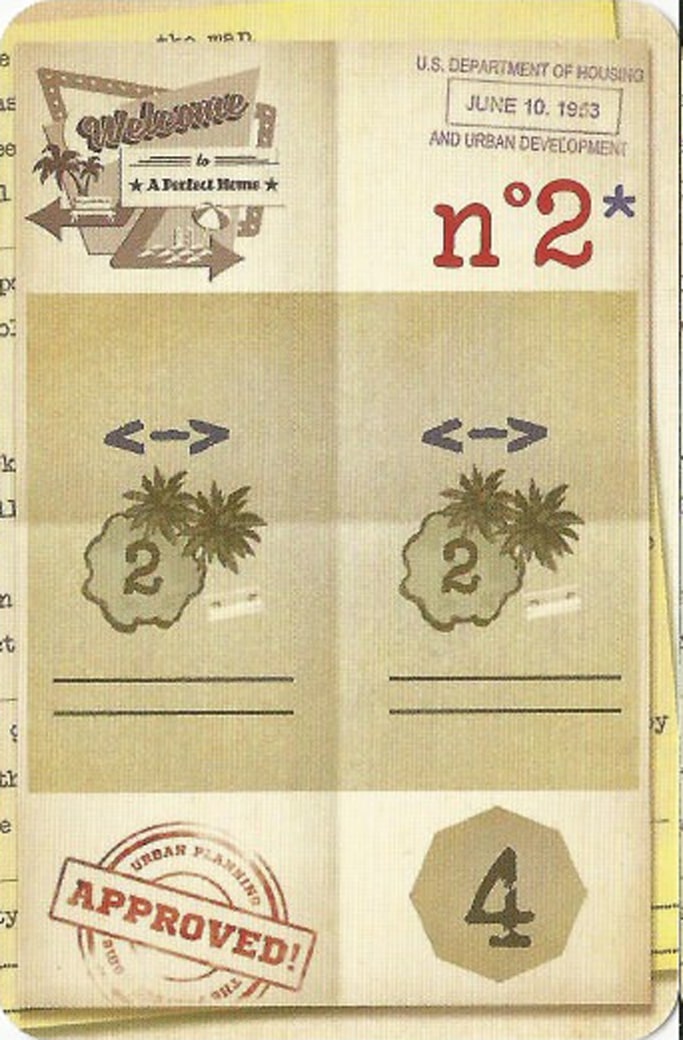 the man
Welcome
to
★ A Perfect Home ★
U.S. DEPARTMENT OF HOUSING
JUNE 10, 1953
AND URBAN DEVELOPMENT
n°2*
<-> <->
2 2
URBAN PLANNING
APPROVED!
THE
4